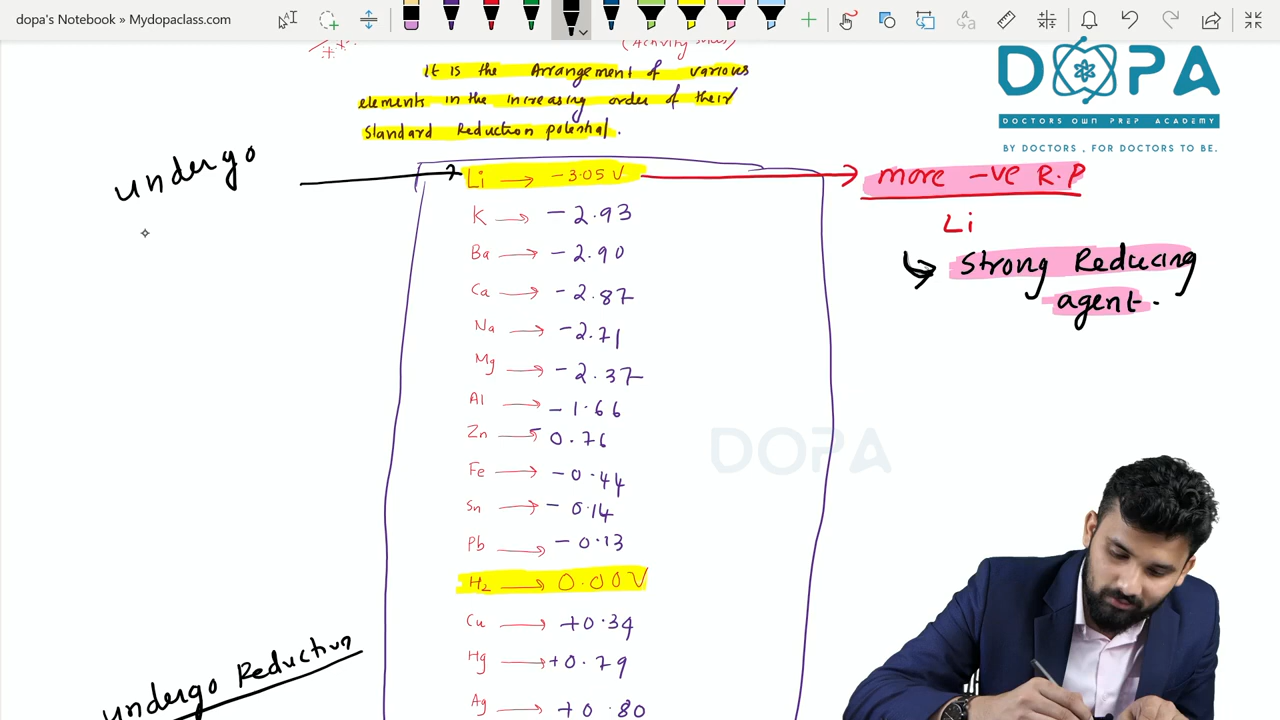 dopa's Notebook » Mydopaclass.com
(Activity series)
It is the Arrangement of various
elements in the increasing order of their
Standard Reduction potential.
DOPA
DOCTORS OWN PREP ACADEMY
BY DOCTORS , FOR DOCTORS TO BE.
undergo
Li → -3.05 V → more -ve R.P
K → -2.93
Li
Ba → -2.90
↳ Strong Reducing
agent.
Ca → -2.87
Na → -2.71
Mg → -2.37
Al → -1.66
Zn → -0.76
DOPA
Fe → -0.44
Sn → -0.14
Pb → -0.13
H₂ → 0.00V
Cu → +0.34
Hg → +0.79
Ag → +0.80
undergo Reduction